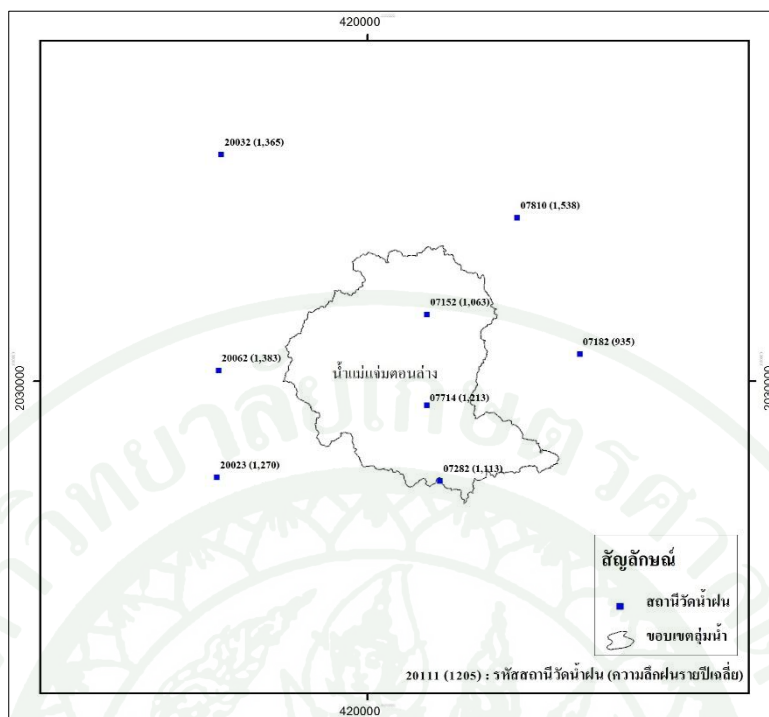 420000
20032 (1,365)
07810 (1,538)
07152 (1,063)
07182 (935)
20062 (1,383)
น้ำแม่แจ่มตอนล่าง
2030000
2030000
07714 (1,213)
20023 (1,270)
07282 (1,113)
สัญลักษณ์
สถานีวัดน้ำฝน
ขอบเขตลุ่มน้ำ
20111 (1205) : รหัสสถานีวัดน้ำฝน (ความลึกฝนรายปีเฉลี่ย)
420000